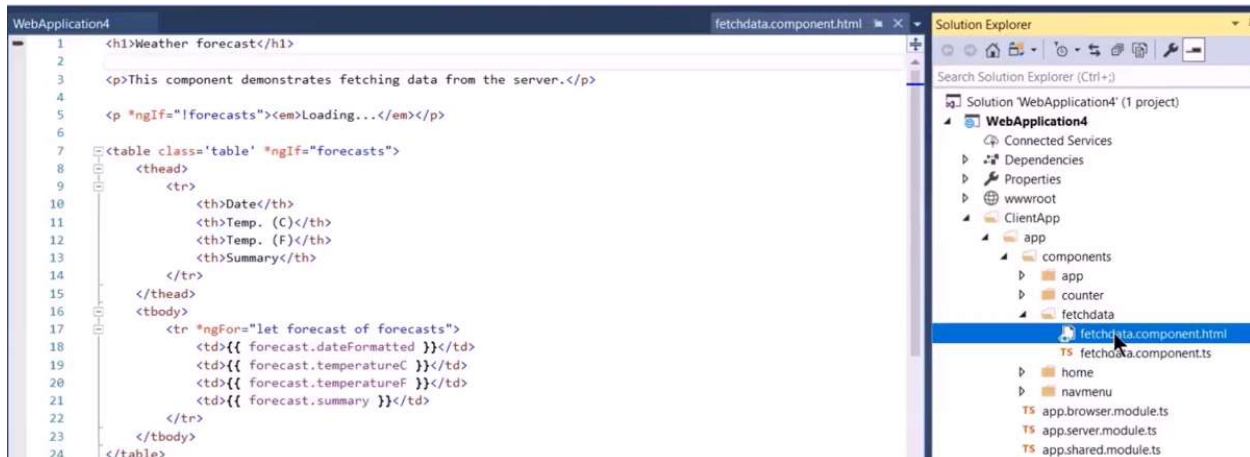 WebApplication4
fetchdata.component.html
1 <h1>Weather forecast</h1>
2
3 <p>This component demonstrates fetching data from the server.</p>
4
5 <p *ngIf="!forecasts"><em>Loading...</em></p>
6
7 <table class='table' *ngIf="forecasts">
8 <thead>
9 <tr>
10 <th>Date</th>
11 <th>Temp. (C)</th>
12 <th>Temp. (F)</th>
13 <th>Summary</th>
14 </tr>
15 </thead>
16 <tbody>
17 <tr *ngFor="let forecast of forecasts">
18 <td>{{ forecast.dateFormatted }}</td>
19 <td>{{ forecast.temperatureC }}</td>
20 <td>{{ forecast.temperatureF }}</td>
21 <td>{{ forecast.summary }}</td>
22 </tr>
23 </tbody>
24 </table>
Solution Explorer
Search Solution Explorer (Ctrl+;)
Solution 'WebApplication4' (1 project)
WebApplication4
Connected Services
Dependencies
Properties
wwwroot
ClientApp
app
components
app
counter
fetchdata
fetchdata.component.html
TS fetchdata.component.ts
home
navmenu
TS app.browser.module.ts
TS app.server.module.ts
TS app.shared.module.ts